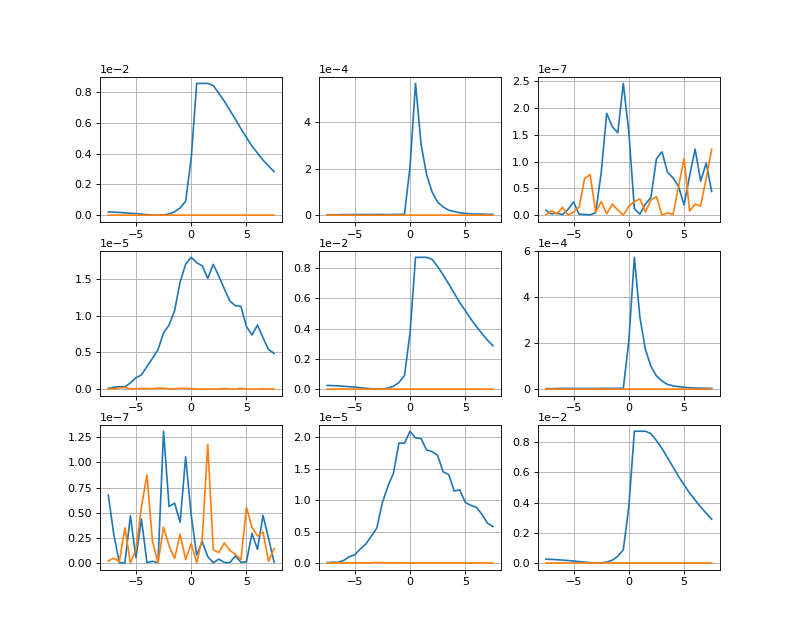 1e−2 1e−4 1e−7
0.8 4 2.5
0.6 2.0
0.4 2 1.5
0.2 1.0
0.0 0 0.5
0.0
−5 0 5 −5 0 5 −5 0 5
1e−5 1e−2 1e−4
1.5 0.8 6
1.0 0.6 4
0.5 0.4 2
0.0 0.2 0
0.0
−5 0 5 −5 0 5 −5 0 5
1e−7 1e−5 1e−2
1.25 2.0 0.8
1.00 1.5 0.6
0.75 1.0 0.4
0.50 0.5 0.2
0.25 0.0 0.0
0.00
−5 0 5 −5 0 5 −5 0 5